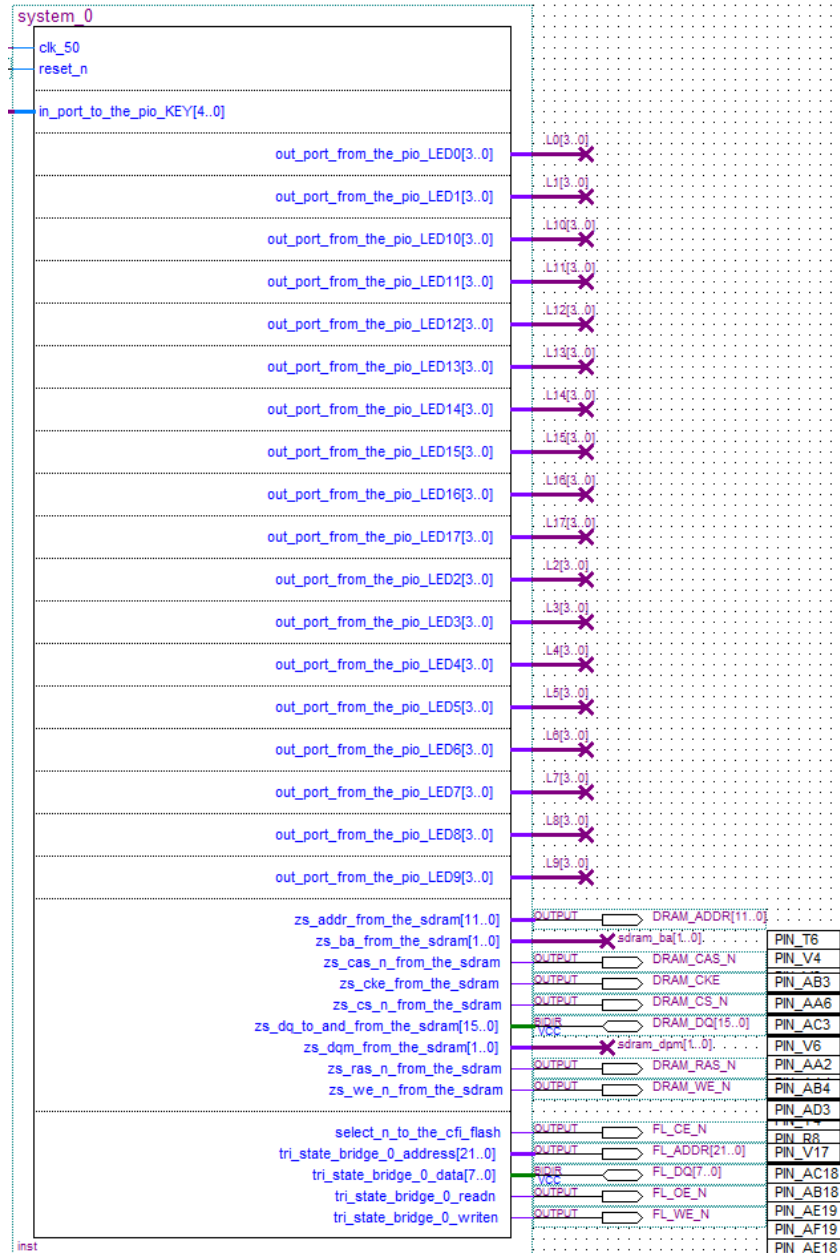 system_0
clk_50
reset_n
in_port_to_the_pio_KEY[4..0]
out_port_from_the_pio_LED0[3..0] L0[3..0]
out_port_from_the_pio_LED1[3..0] L1[3..0]
out_port_from_the_pio_LED10[3..0] L10[3..0]
out_port_from_the_pio_LED11[3..0] L11[3..0]
out_port_from_the_pio_LED12[3..0] L12[3..0]
out_port_from_the_pio_LED13[3..0] L13[3..0]
out_port_from_the_pio_LED14[3..0] L14[3..0]
out_port_from_the_pio_LED15[3..0] L15[3..0]
out_port_from_the_pio_LED16[3..0] L16[3..0]
out_port_from_the_pio_LED17[3..0] L17[3..0]
out_port_from_the_pio_LED2[3..0] L2[3..0]
out_port_from_the_pio_LED3[3..0] L3[3..0]
out_port_from_the_pio_LED4[3..0] L4[3..0]
out_port_from_the_pio_LED5[3..0] L5[3..0]
out_port_from_the_pio_LED6[3..0] L6[3..0]
out_port_from_the_pio_LED7[3..0] L7[3..0]
out_port_from_the_pio_LED8[3..0] L8[3..0]
out_port_from_the_pio_LED9[3..0] L9[3..0]
zs_addr_from_the_sdram[11..0] OUTPUT DRAM_ADDR[11..0]
zs_ba_from_the_sdram[1..0] sdram_ba[1..0] PIN_T6
zs_cas_n_from_the_sdram OUTPUT DRAM_CAS_N PIN_V4
zs_cke_from_the_sdram OUTPUT DRAM_CKE PIN_AB3
zs_cs_n_from_the_sdram OUTPUT DRAM_CS_N PIN_AA6
zs_dq_to_and_from_the_sdram[15..0] BIDIR VCC DRAM_DQ[15..0] PIN_AC3
zs_dqm_from_the_sdram[1..0] sdram_dpm[1..0] PIN_V6
zs_ras_n_from_the_sdram OUTPUT DRAM_RAS_N PIN_AA2
zs_we_n_from_the_sdram OUTPUT DRAM_WE_N PIN_AB4
PIN_AD3
select_n_to_the_cfi_flash OUTPUT FL_CE_N PIN_R8
tri_state_bridge_0_address[21..0] OUTPUT FL_ADDR[21..0] PIN_V17
tri_state_bridge_0_data[7..0] BIDIR VCC FL_DQ[7..0] PIN_AC18
tri_state_bridge_0_readn OUTPUT FL_OE_N PIN_AB18
tri_state_bridge_0_writen OUTPUT FL_WE_N PIN_AE19
PIN_AF19
inst PIN_AE18